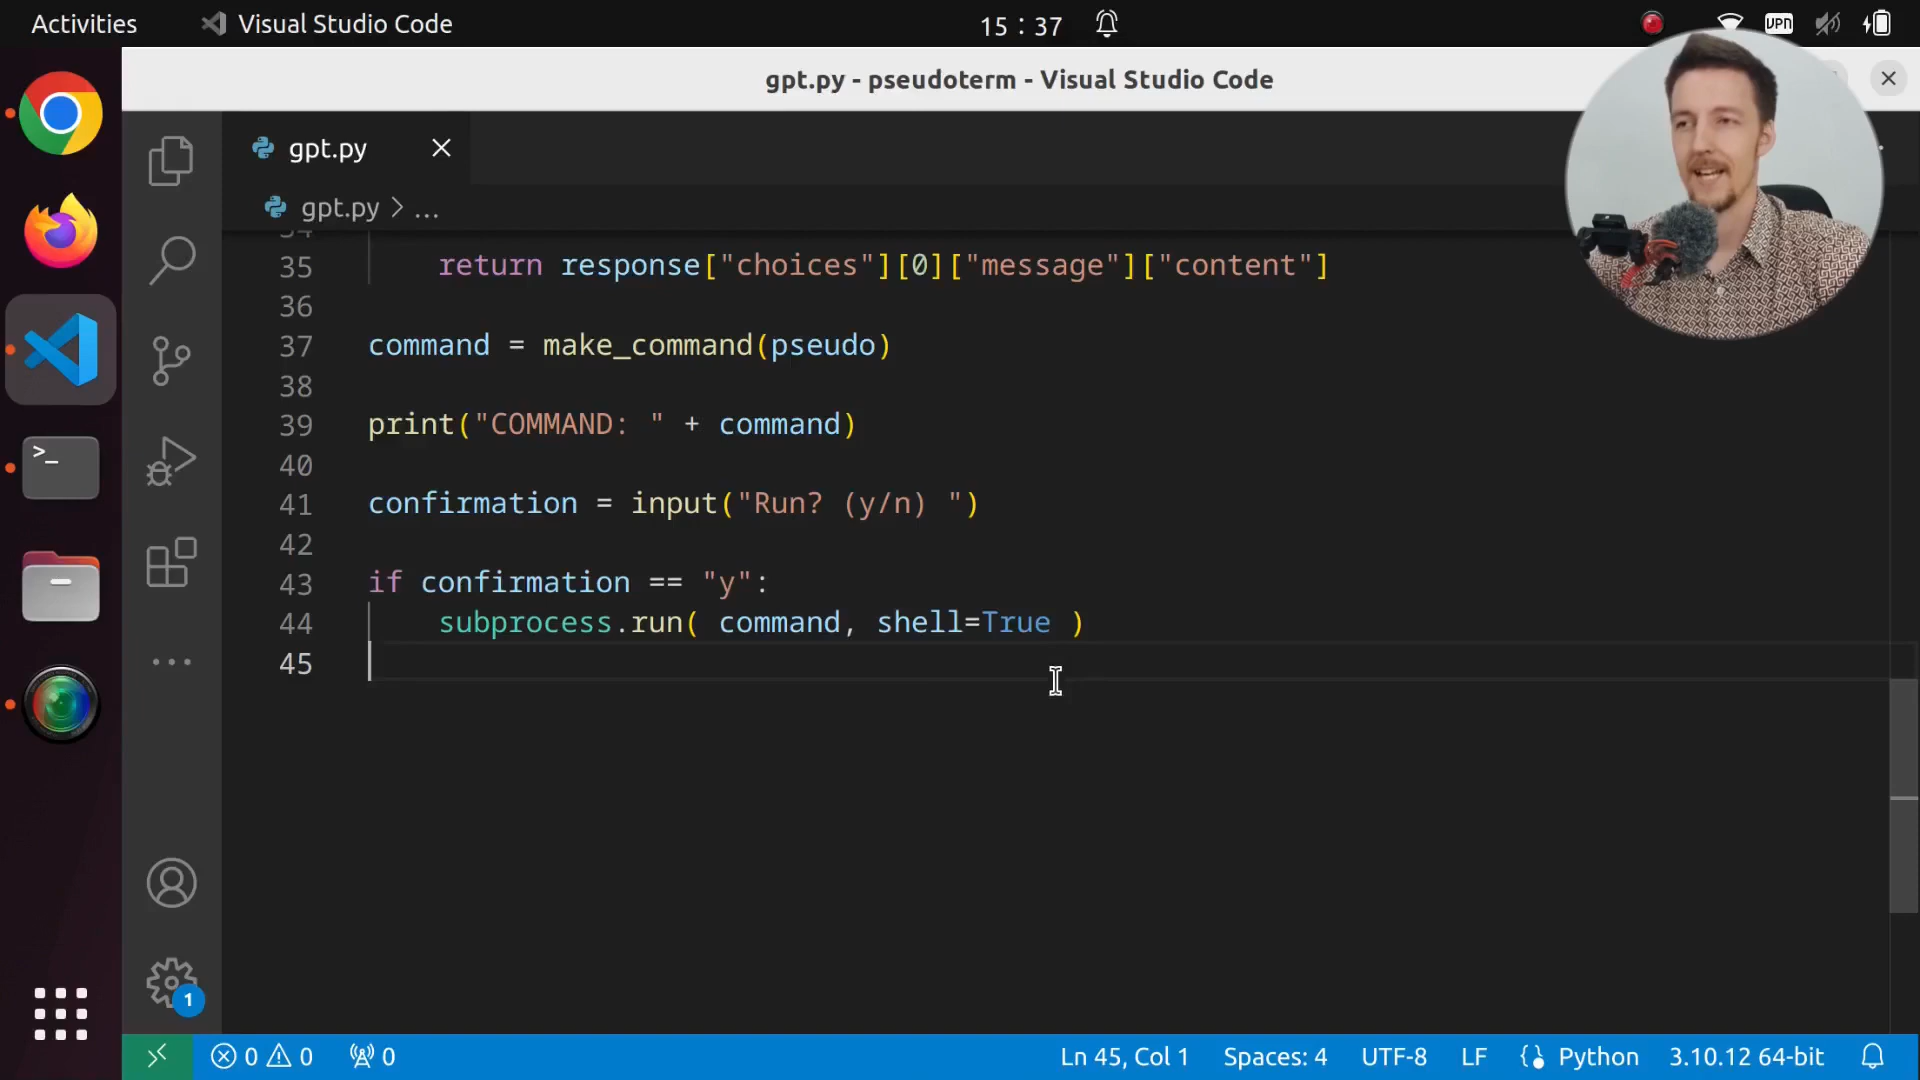 Activities
Visual Studio Code
15 : 37
VPN
gpt.py - pseudoterm - Visual Studio Code
gpt.py
gpt.py > ...
34
35 return response["choices"][0]["message"]["content"]
36
37 command = make_command(pseudo)
38
39 print("COMMAND: " + command)
40
41 confirmation = input("Run? (y/n) ")
42
43 if confirmation == "y":
44 subprocess.run( command, shell=True )
45
1
0 0 0 Ln 45, Col 1 Spaces: 4 UTF-8 LF Python 3.10.12 64-bit